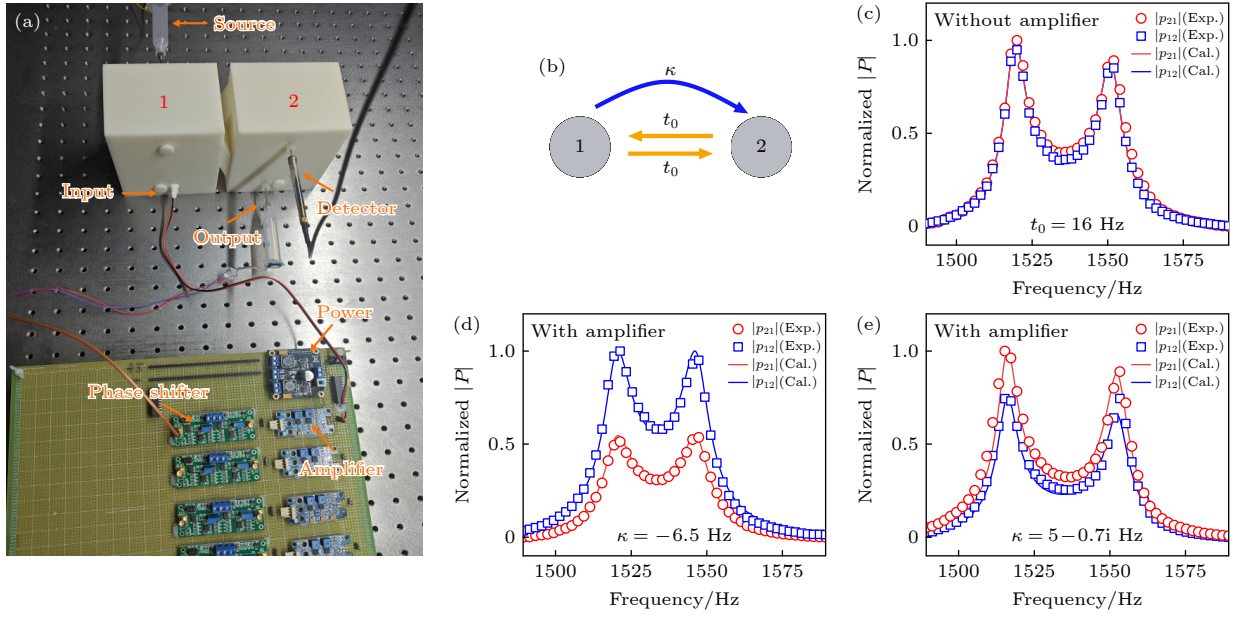 (a)
Source
1
2
Input
Detector
Output
Power
Phase shifter
Amplifier
(b)
κ
t₀
1
2
t₀
(c)
Without amplifier
|p₂₁|(Exp.)
|p₁₂|(Exp.)
|p₂₁|(Cal.)
|p₁₂|(Cal.)
1.0
0.5
0
Normalized |P|
t₀ = 16 Hz
1500 1525 1550 1575
Frequency/Hz
(d)
With amplifier
|p₂₁|(Exp.)
|p₁₂|(Exp.)
|p₂₁|(Cal.)
|p₁₂|(Cal.)
1.0
0.5
0
Normalized |P|
κ = −6.5 Hz
1500 1525 1550 1575
Frequency/Hz
(e)
With amplifier
|p₂₁|(Exp.)
|p₁₂|(Exp.)
|p₂₁|(Cal.)
|p₁₂|(Cal.)
1.0
0.5
0
Normalized |P|
κ = 5−0.7i Hz
1500 1525 1550 1575
Frequency/Hz